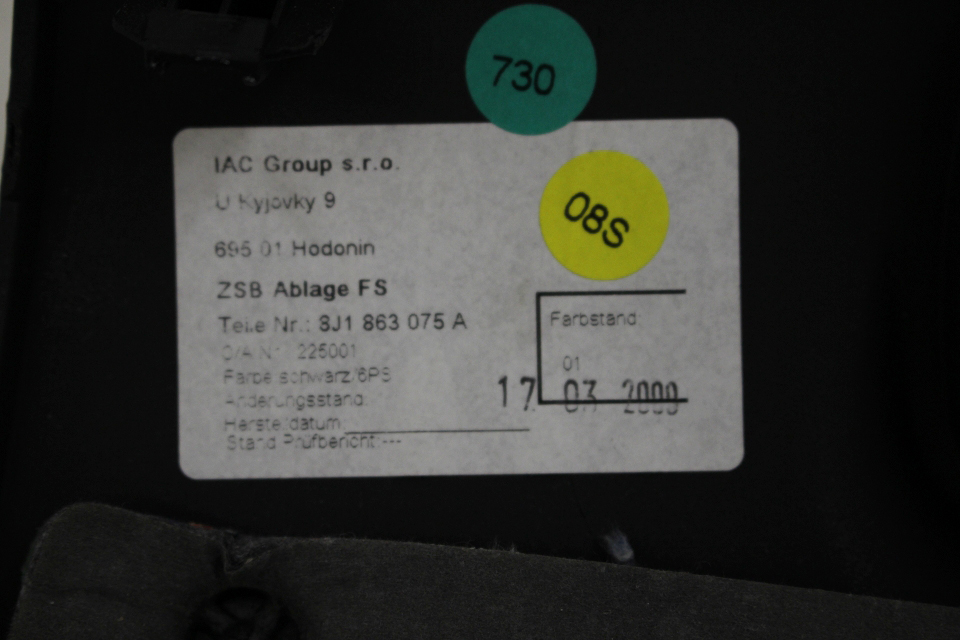 730
IAC Group s.r.o.
U Kyjovky 9
08S
695 01 Hodonin
ZSB Ablage FS
Teile Nr.: 8J1 863 075 A
Farbstand:
225001
01
Farbe schwarz/6PS
17 03
Änderungsstand:
Herstelldatum:
Stand Prüfbericht:---